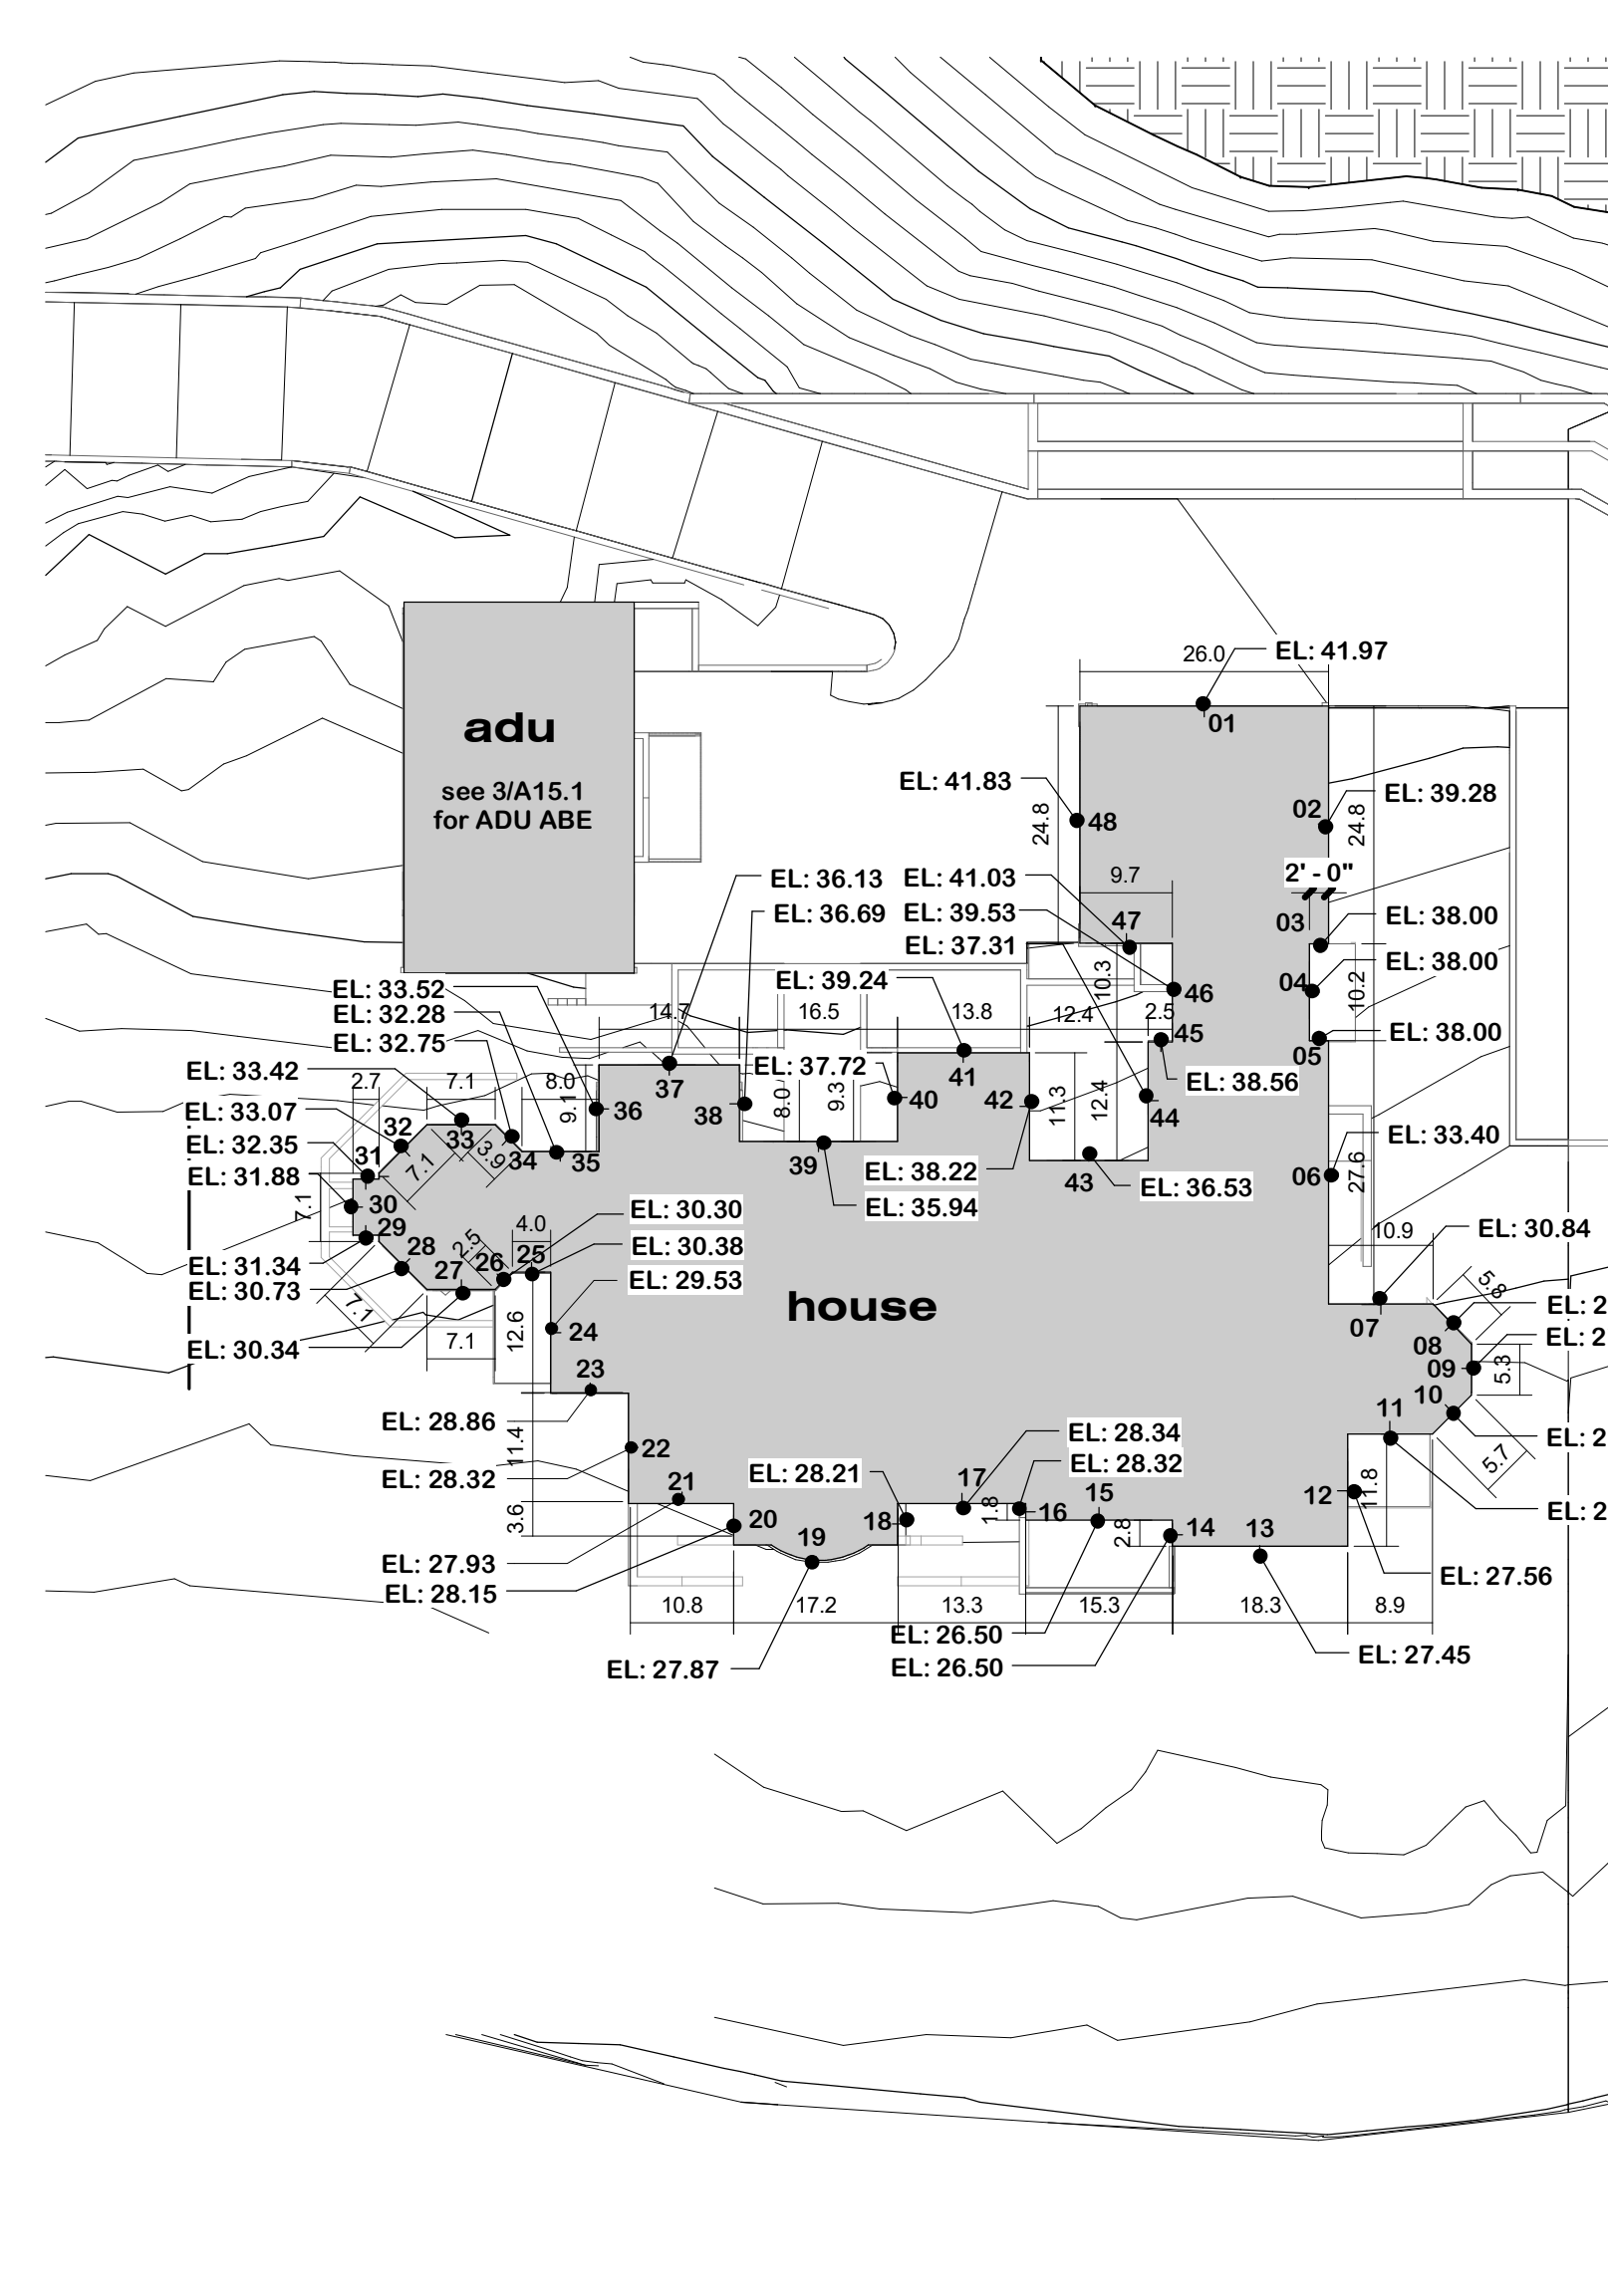 26.0
EL: 41.97
01
adu
see 3/A15.1
for ADU ABE
EL: 41.83
24.8
48
02
EL: 39.28
24.8
2' - 0"
9.7
EL: 36.13
EL: 41.03
EL: 36.69
EL: 39.53
47
03
EL: 38.00
EL: 37.31
EL: 39.24
10.3
04
EL: 38.00
10.2
EL: 33.52
46
EL: 32.28
14.7
16.5
13.8
12.4
2.5
45
EL: 38.00
05
EL: 32.75
EL: 33.42
EL: 37.72
41
EL: 38.56
2.7
7.1
8.0
37
9.1
36
38
8.0
9.3
40
42
11.3
12.4
44
EL: 33.07
32
33
EL: 32.35
31
7.1
3.9
34
35
39
EL: 38.22
43
EL: 36.53
06
EL: 33.40
27.6
EL: 31.88
7.1
30
29
EL: 35.94
EL: 30.30
4.0
10.9
EL: 30.84
28
2.5
25
EL: 30.38
27
26
EL: 31.34
EL: 29.53
EL: 30.73
7.1
house
5.8
EL: 2
07
08
EL: 2
24
12.6
7.1
EL: 30.34
09
5.3
23
10
11
EL: 28.86
11.4
22
EL: 28.34
EL: 2
EL: 28.32
5.7
EL: 28.21
EL: 28.32
21
17
15
12
11.8
EL: 2
3.6
20
19
18
1.8
16
2.8
14
13
EL: 27.93
EL: 27.56
EL: 28.15
10.8
17.2
13.3
15.3
18.3
8.9
EL: 26.50
EL: 27.45
EL: 27.87
EL: 26.50